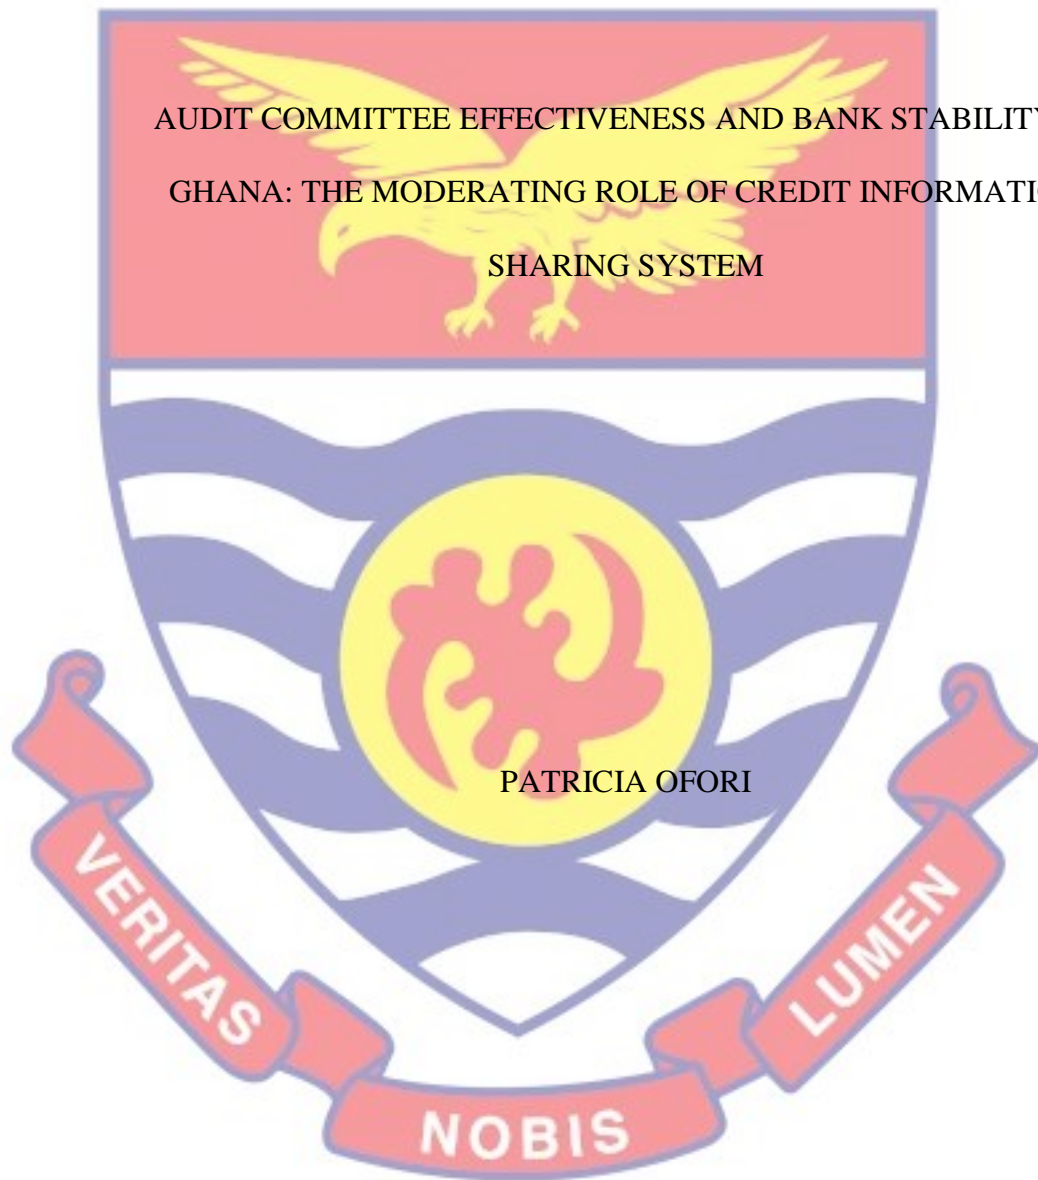 AUDIT COMMITTEE EFFECTIVENESS AND BANK STABILITY
GHANA: THE MODERATING ROLE OF CREDIT INFORMATI
SHARING SYSTEM
PATRICIA OFORI
VERITAS
NOBIS
LUMEN